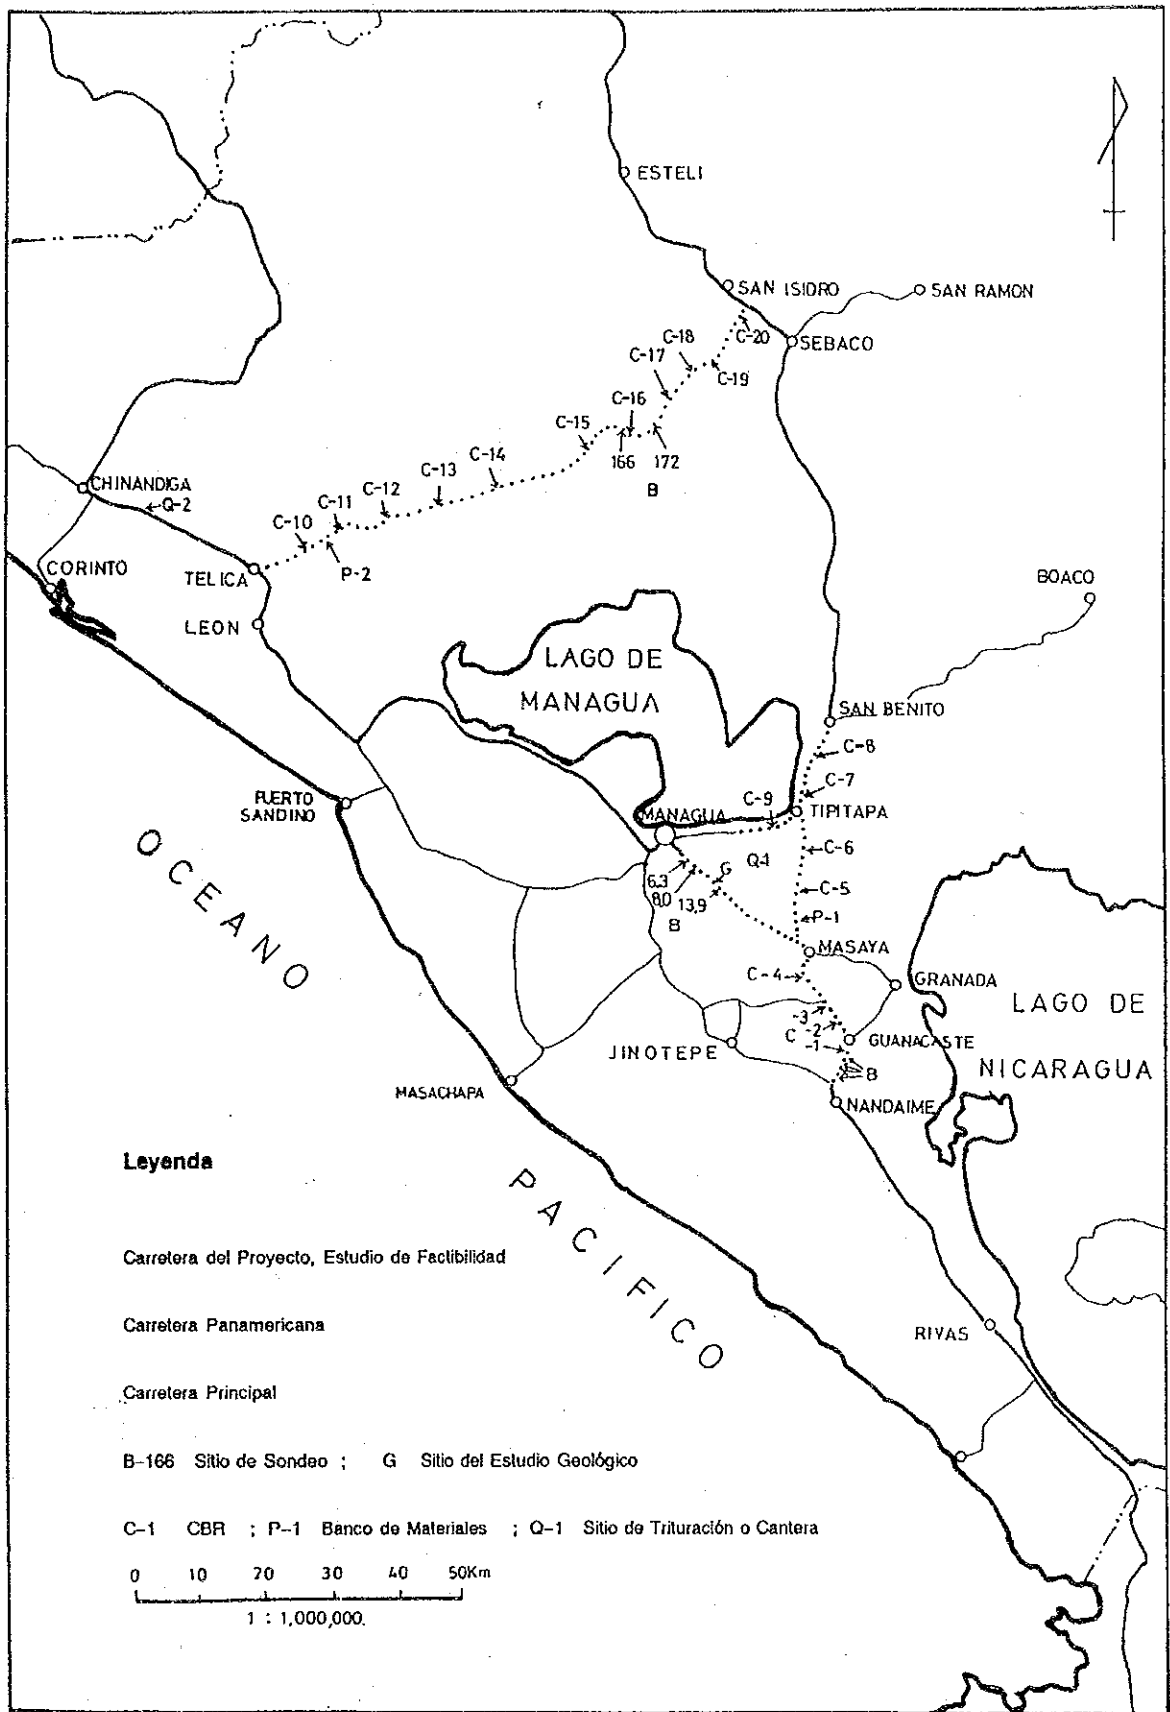 ESTELI
SAN ISIDRO
SAN RAMON
C-20
SEBACO
C-18
C-17
C-19
C-16
C-15
166
172
B
C-14
C-13
C-12
C-11
C-10
P-2
CHINANDIGA
Q-2
CORINTO
TELICA
LEON
BOACO
LAGO DE
MANAGUA
SAN BENITO
C-8
C-7
C-9
TIPITAPA
PUERTO
SANDINO
MANAGUA
C-6
Q-1
G
6.3
8.0
13,9
B
C-5
P-1
MASAYA
C-4
GRANADA
LAGO DE
NICARAGUA
-3
C -2
-1
GUANACASTE
B
JINOTEPE
NANDAIME
MASACHAPA
OCEANO
PACIFICO
RIVAS
Leyenda
Carretera del Proyecto, Estudio de Factibilidad
Carretera Panamericana
Carretera Principal
B-166 Sitio de Sondeo ; G Sitio del Estudio Geológico
C-1 CBR ; P-1 Banco de Materiales ; Q-1 Sitio de Trituración o Cantera
0 10 20 30 40 50Km
1 : 1,000,000.